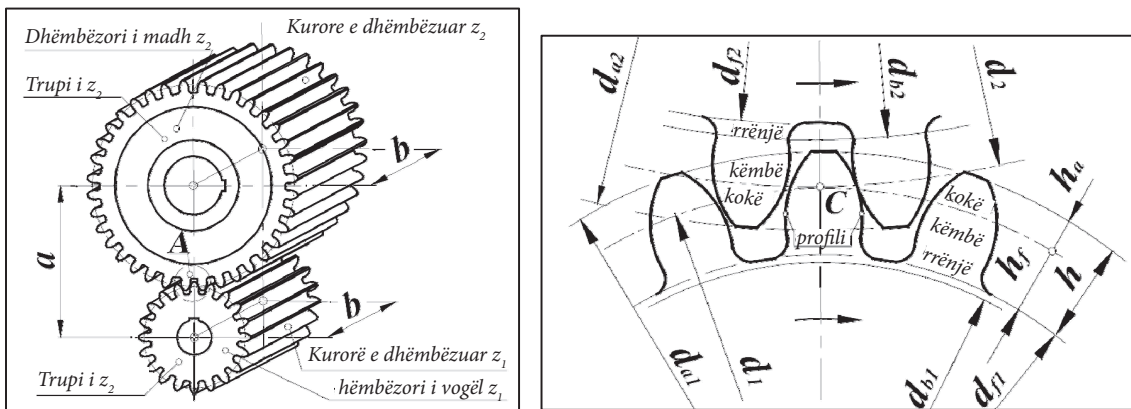 Dhëmbëzori i madh z2
Kurore e dhëmbëzuar z2
Trupi i z2
b
A
a
b
Kurorë e dhëmbëzuar z1
Trupi i z2
hëmbëzori i vogël z1
da2
df2
db2
d2
rrënjë
këmbë
kokë
C
profili
kokë
këmbë
rrënjë
ha
hf
h
da1
d1
db1
df1